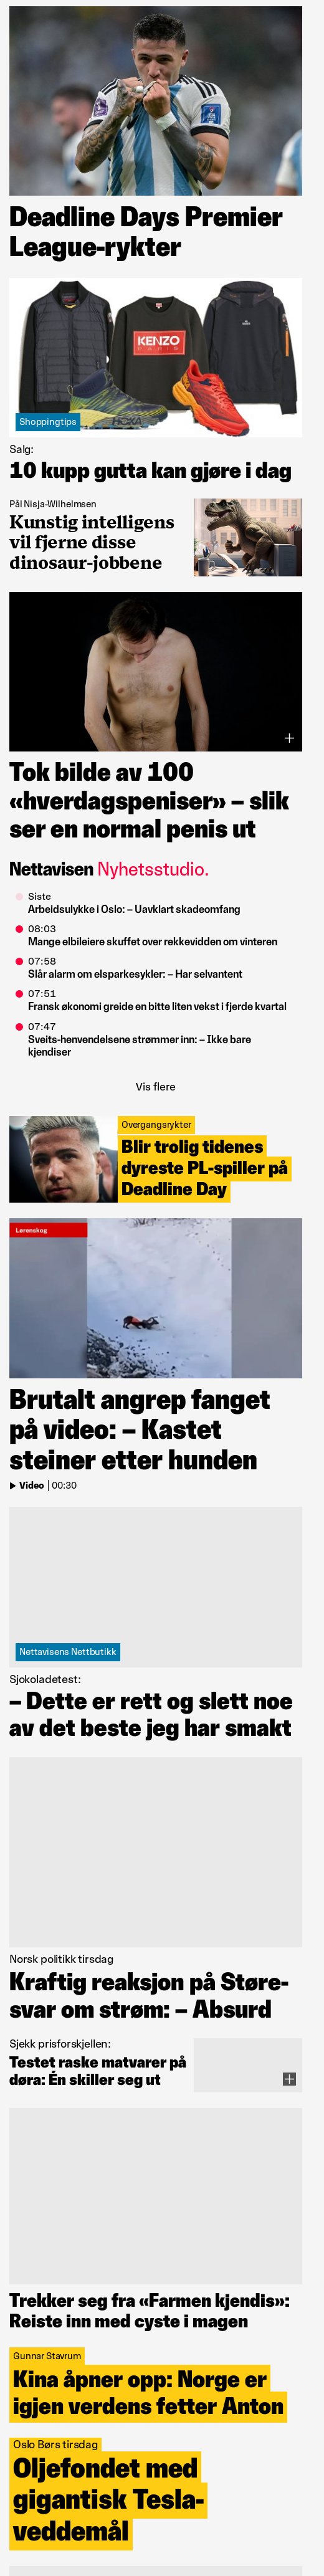 Deadline Days Premier
League-rykter
KENZO
PARIS
HOKA
Shoppingtips
Salg:
10 kupp gutta kan gjøre i dag
Pål Nisja-Wilhelmsen
Kunstig intelligens
vil fjerne disse
dinosaur-jobbene
Tok bilde av 100
«hverdagspeniser» – slik
ser en normal penis ut
Nettavisen Nyhetsstudio.
Siste
Arbeidsulykke i Oslo: – Uavklart skadeomfang
08:03
Mange elbileiere skuffet over rekkevidden om vinteren
07:58
Slår alarm om elsparkesykler: – Har selvantent
07:51
Fransk økonomi greide en bitte liten vekst i fjerde kvartal
07:47
Sveits-henvendelsene strømmer inn: – Ikke bare
kjendiser
Vis flere
Overgangsrykter
Blir trolig tidenes
dyreste PL-spiller på
Deadline Day
Lørenskog
Brutalt angrep fanget
på video: – Kastet
steiner etter hunden
Video | 00:30
Nettavisens Nettbutikk
Sjokoladetest:
– Dette er rett og slett noe
av det beste jeg har smakt
Norsk politikk tirsdag
Kraftig reaksjon på Støre-
svar om strøm: – Absurd
Sjekk prisforskjellen:
Testet raske matvarer på
døra: Én skiller seg ut
Trekker seg fra «Farmen kjendis»:
Reiste inn med cyste i magen
Gunnar Stavrum
Kina åpner opp: Norge er
igjen verdens fetter Anton
Oslo Børs tirsdag
Oljefondet med
gigantisk Tesla-
veddemål